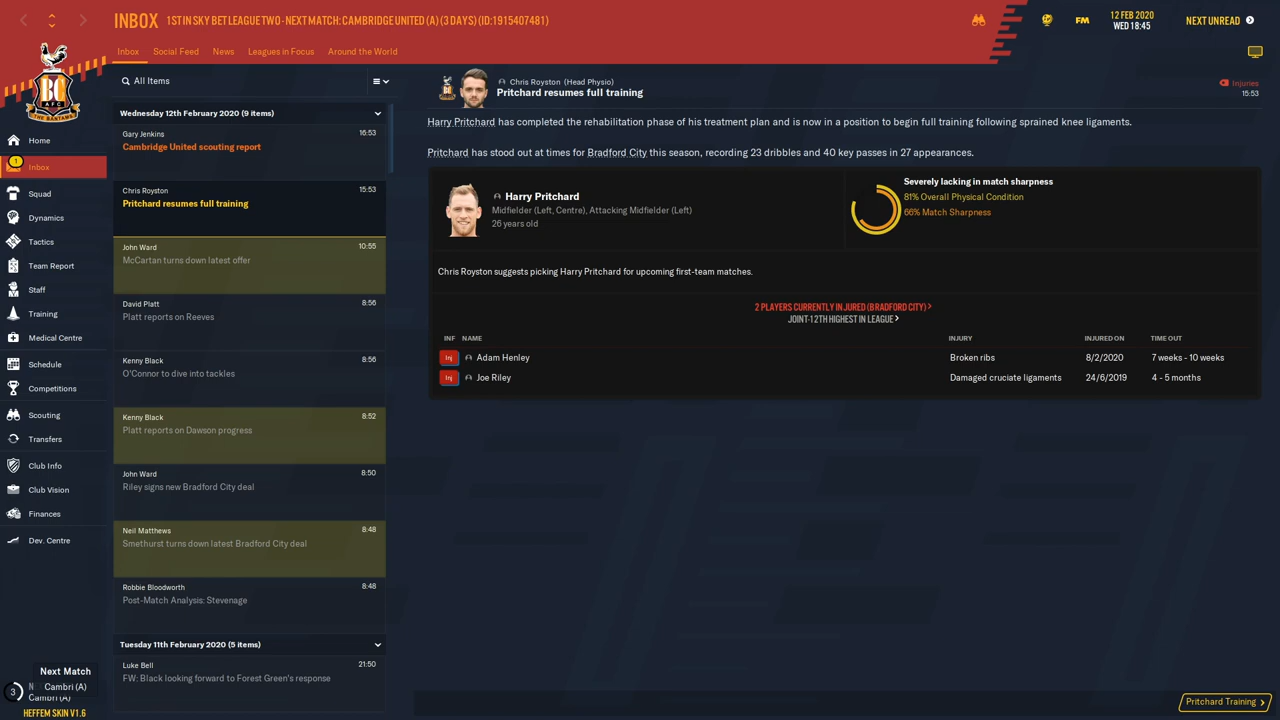 INBOX
1ST IN SKY BET LEAGUE TWO - NEXT MATCH: CAMBRIDGE UNITED (A) (3 DAYS) (ID:1915407481)
FM
12 FEB 2020
WED 18:45
NEXT UNREAD
Inbox
Social Feed
News
Leagues in Focus
Around the World
BC
AFC
THE BANTAMS
Home
1
Inbox
Squad
Dynamics
Tactics
Team Report
Staff
Training
Medical Centre
Schedule
Competitions
Scouting
Transfers
Club Info
Club Vision
Finances
Dev. Centre
Next Match
3
N
Cambri (A)
Cambri (A)
HEFFEM SKIN V1.6
All Items
Wednesday 12th February 2020 (9 items)
Gary Jenkins 16:53
Cambridge United scouting report
Chris Royston 15:53
Pritchard resumes full training
John Ward 10:55
McCartan turns down latest offer
David Platt 8:56
Platt reports on Reeves
Kenny Black 8:56
O'Connor to dive into tackles
Kenny Black 8:52
Platt reports on Dawson progress
John Ward 8:50
Riley signs new Bradford City deal
Neil Matthews 8:48
Smethurst turns down latest Bradford City deal
Robbie Bloodworth 8:48
Post-Match Analysis: Stevenage
Tuesday 11th February 2020 (5 items)
Luke Bell 21:50
FW: Black looking forward to Forest Green's response
Chris Royston (Head Physio)
Pritchard resumes full training
Injuries
15:53
Harry Pritchard has completed the rehabilitation phase of his treatment plan and is now in a position to begin full training following sprained knee ligaments.
Pritchard has stood out at times for Bradford City this season, recording 23 dribbles and 40 key passes in 27 appearances.
Harry Pritchard
Midfielder (Left, Centre), Attacking Midfielder (Left)
26 years old
Severely lacking in match sharpness
81% Overall Physical Condition
66% Match Sharpness
Chris Royston suggests picking Harry Pritchard for upcoming first-team matches.
2 PLAYERS CURRENTLY INJURED (BRADFORD CITY)
JOINT-12TH HIGHEST IN LEAGUE
INF NAME INJURY INJURED ON TIME OUT
Inj Adam Henley Broken ribs 8/2/2020 7 weeks - 10 weeks
Inj Joe Riley Damaged cruciate ligaments 24/6/2019 4 - 5 months
Pritchard Training